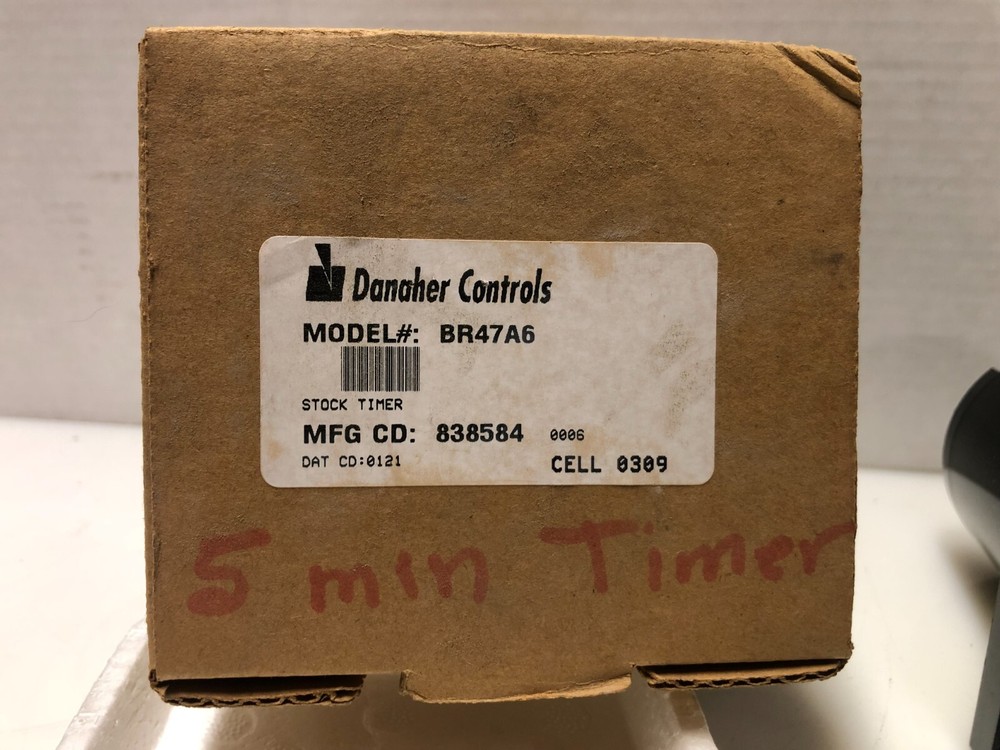 Danaher Controls
MODEL#: BR47A6
STOCK TIMER
MFG CD: 838584 0006
DAT CD:0121 CELL 0309
5 min Timer